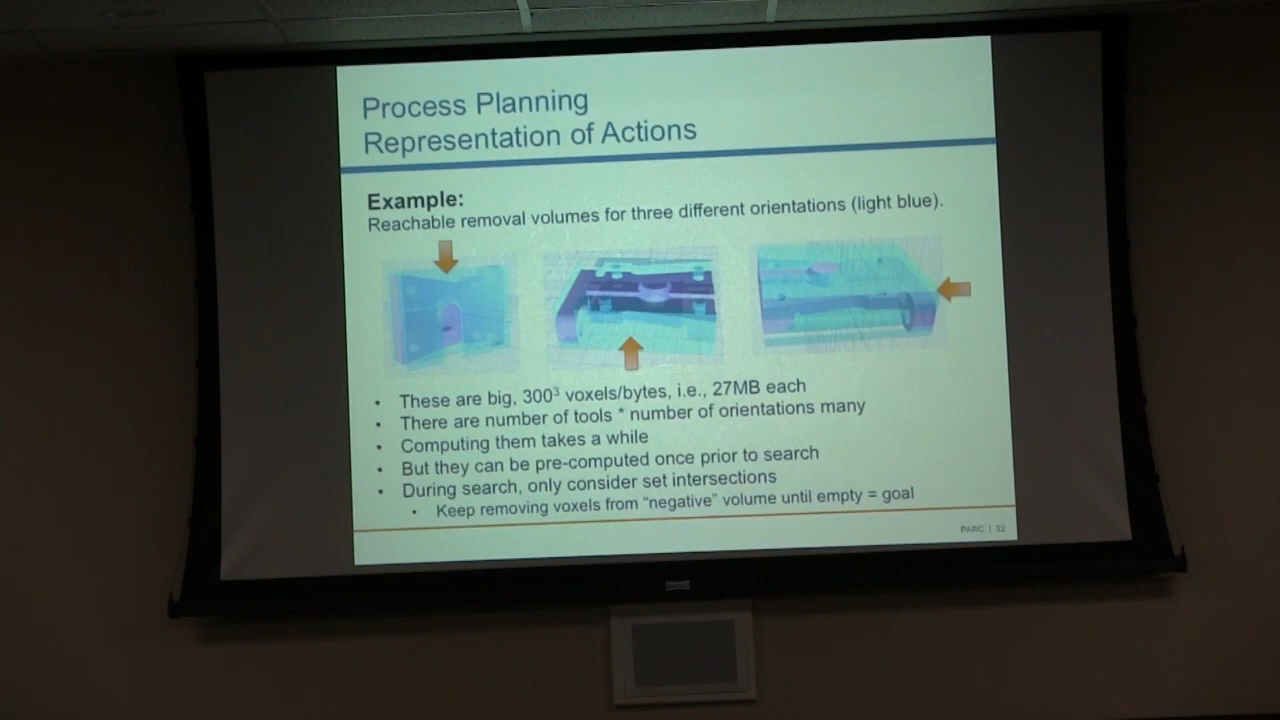 Process Planning
Representation of Actions
Example:
Reachable removal volumes for three different orientations (light blue).
• These are big, 300³ voxels/bytes, i.e., 27MB each
• There are number of tools * number of orientations many
• Computing them takes a while
• But they can be pre-computed once prior to search
• During search, only consider set intersections
• Keep removing voxels from “negative” volume until empty = goal
PARC | 32